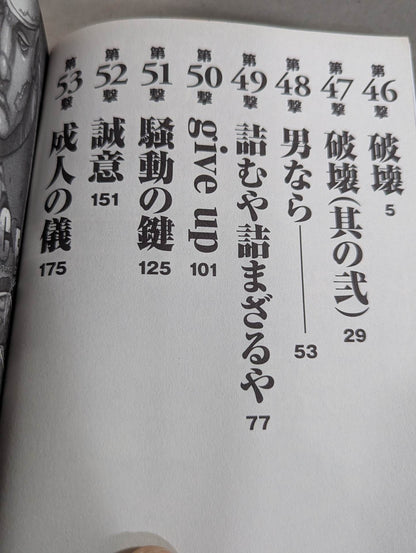 第46撃 破壊 5
第47撃 破壊(其の弐) 29
第48撃 男なら─── 53
第49撃 詰むや詰まざるや 77
第50撃 give up 101
第51撃 騒動の鍵 125
第52撃 誠意 151
第53撃 成人の儀 175